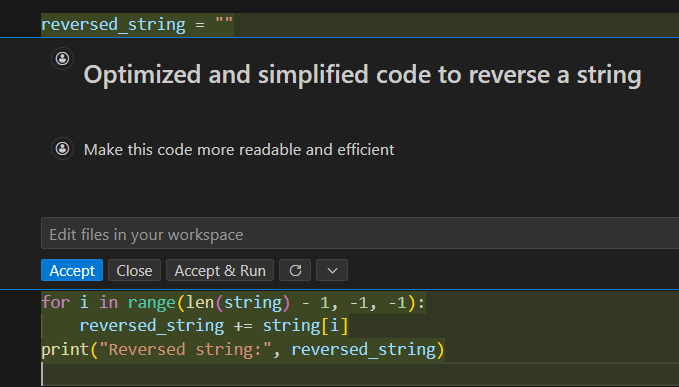 reversed_string = ""
Optimized and simplified code to reverse a string
Make this code more readable and efficient
Edit files in your workspace
Accept Close Accept & Run
for i in range(len(string) - 1, -1, -1):
    reversed_string += string[i]
print("Reversed string:", reversed_string)